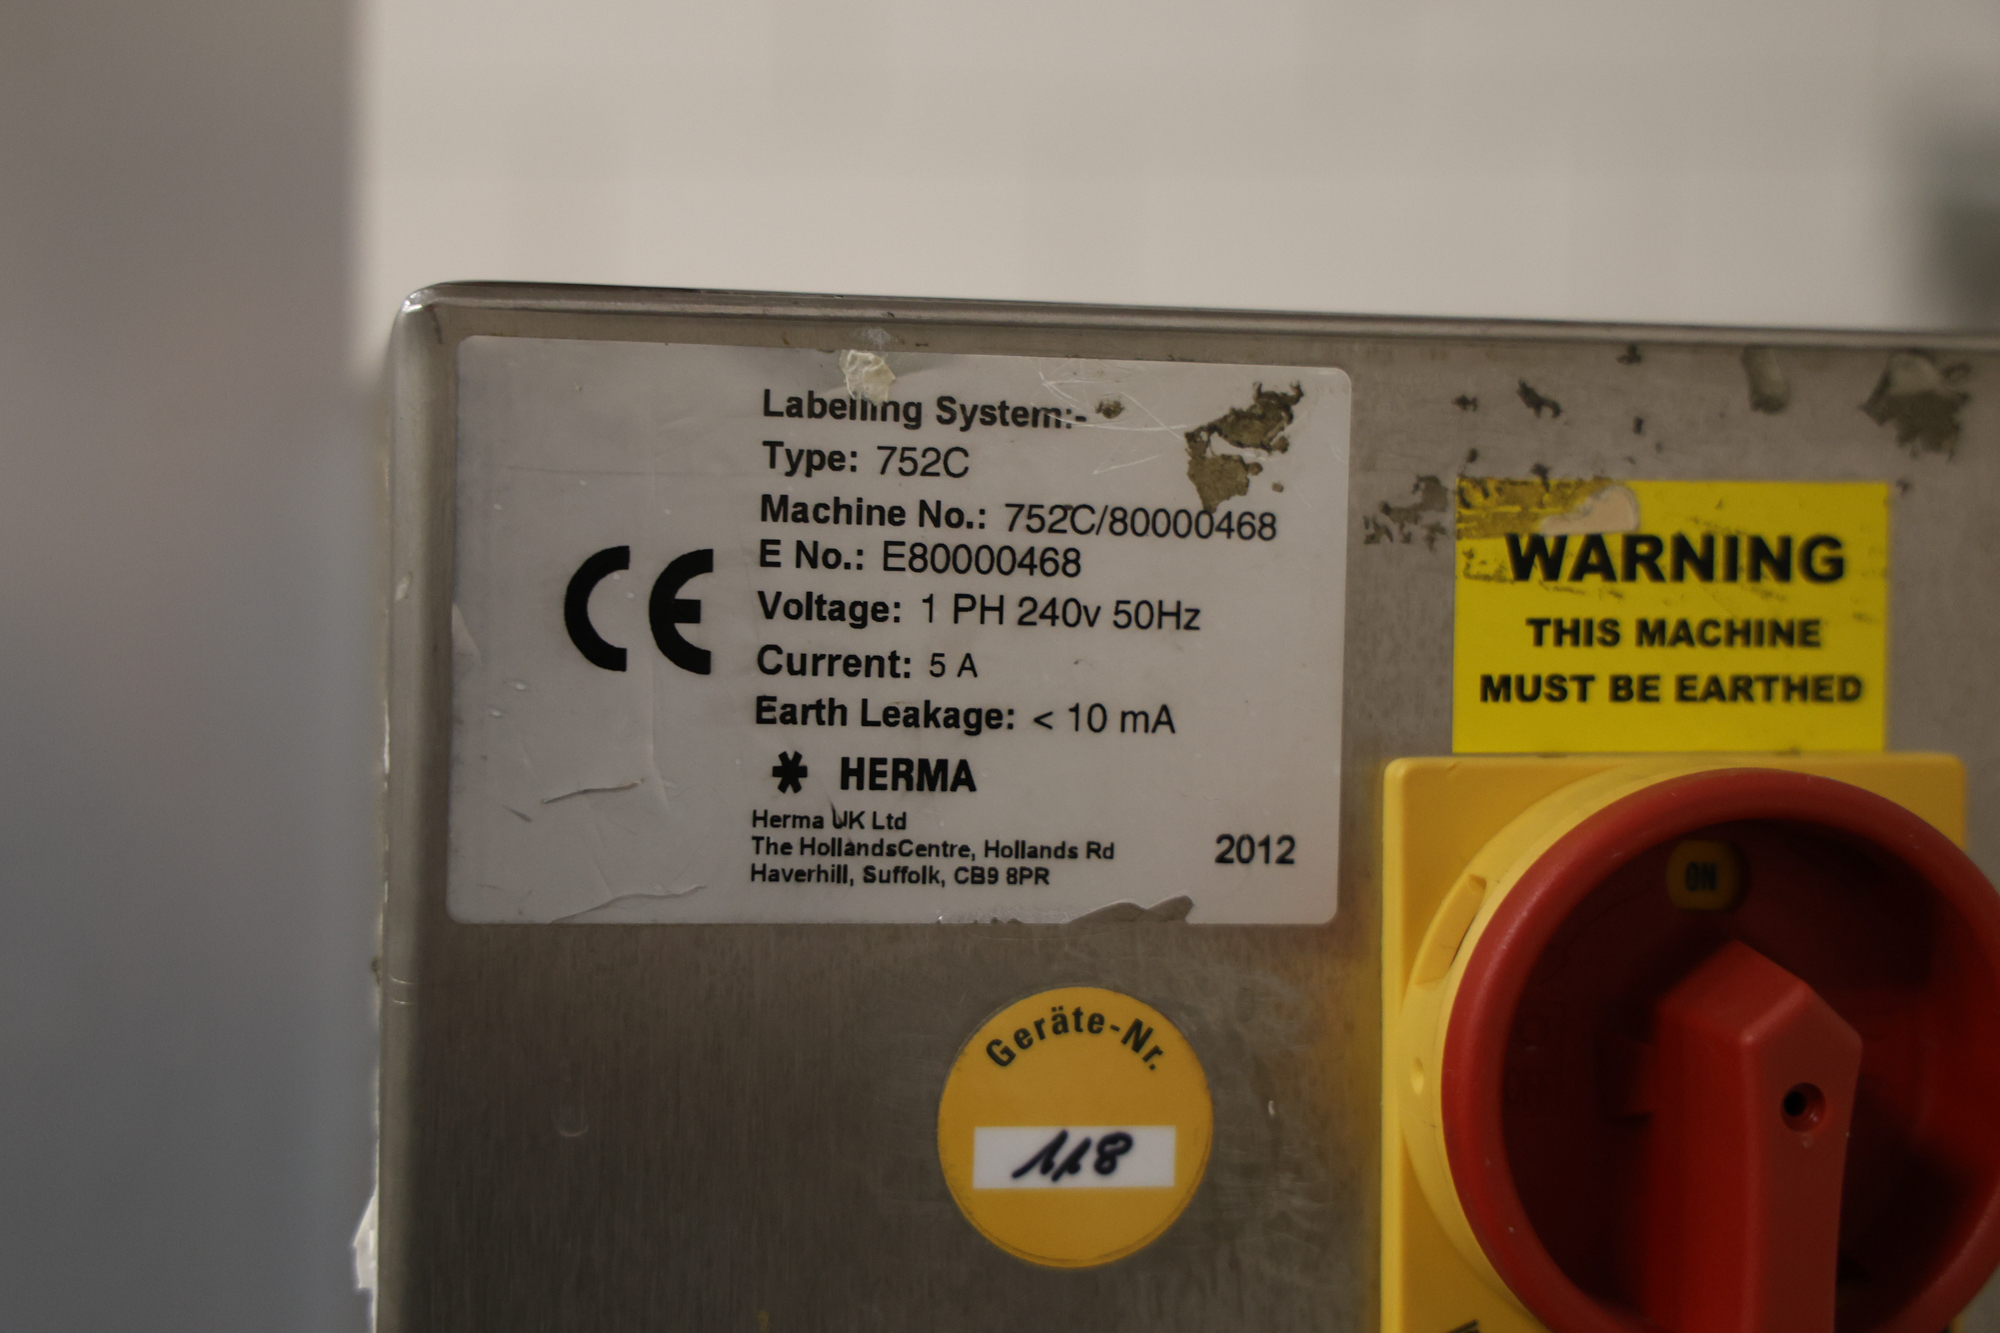 Labelling System:-
Type: 752C
Machine No.: 752C/80000468
E No.: E80000468
Voltage: 1 PH 240v 50Hz
Current: 5 A
Earth Leakage: < 10 mA
CE
HERMA
Herma UK Ltd
The HollandsCentre, Hollands Rd
Haverhill, Suffolk, CB9 8PR
2012
WARNING
THIS MACHINE
MUST BE EARTHED
ON
Geräte-Nr.
118